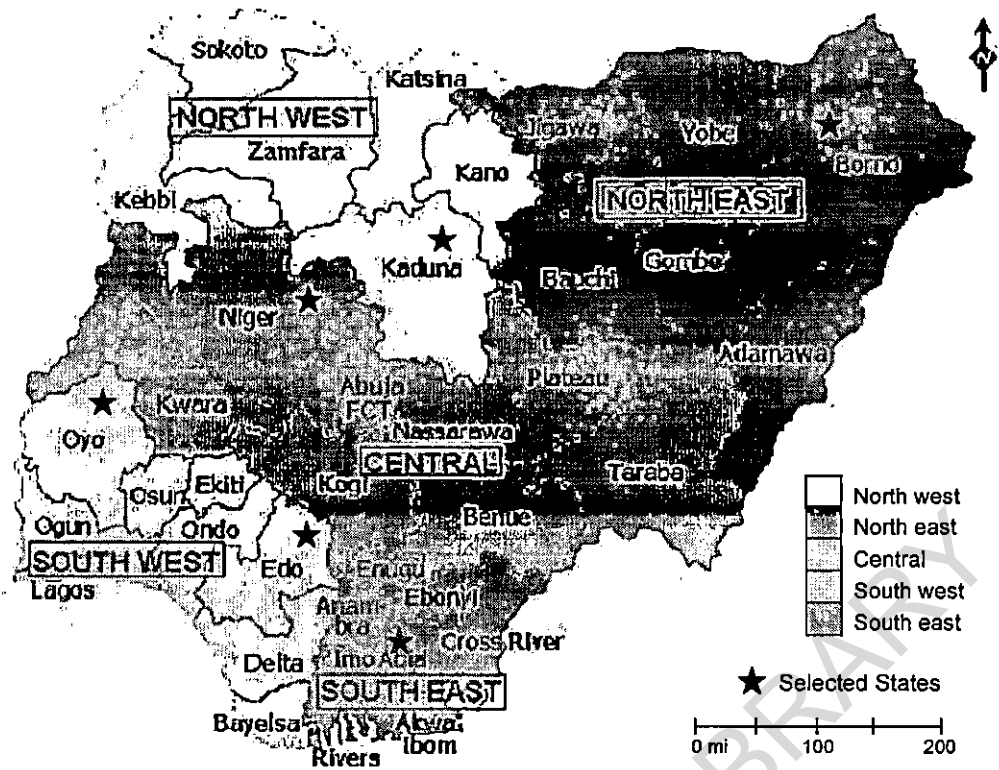 N
Sokoto
Katsina
NORTH WEST
Zamfara
Jigawa
Yobe
Kano
Borno
Kebbi
NORTH EAST
Kaduna
Gombe
Bauchi
Niger
Adamawa
Plateau
Abuja
FCT
Kwara
Nassarawa
Oyo
CENTRAL
Taraba
Kogi
Osun
Ekiti
Benue
Ogun
Ondo
SOUTH WEST
Edo
Enugu
Lagos
Ebonyi
Anam-
bra
Cross River
Delta
Imo Abia
SOUTH EAST
Bayelsa
Akwa
Ibom
Rivers
North west
North east
Central
South west
South east
Selected States
0 mi 100 200
BRARY